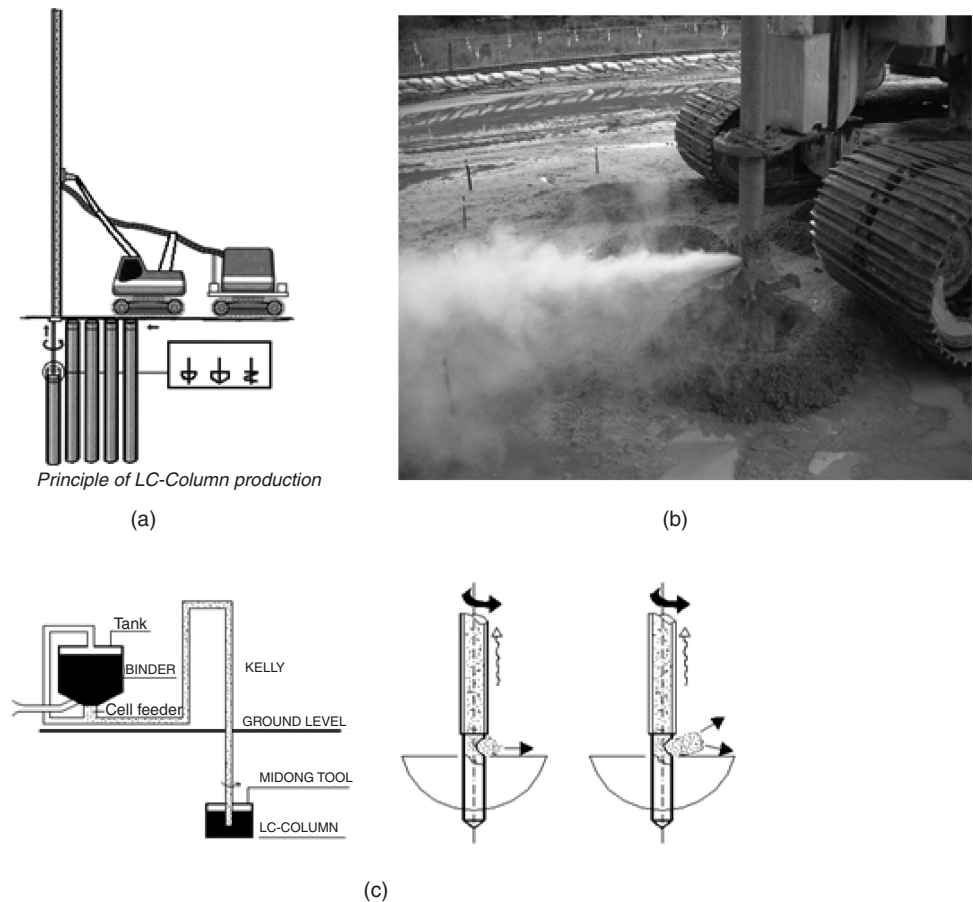 Principle of LC-Column production
(a)
(b)
Tank
BINDER
Cell feeder
KELLY
GROUND LEVEL
MIDONG TOOL
LC-COLUMN
(c)